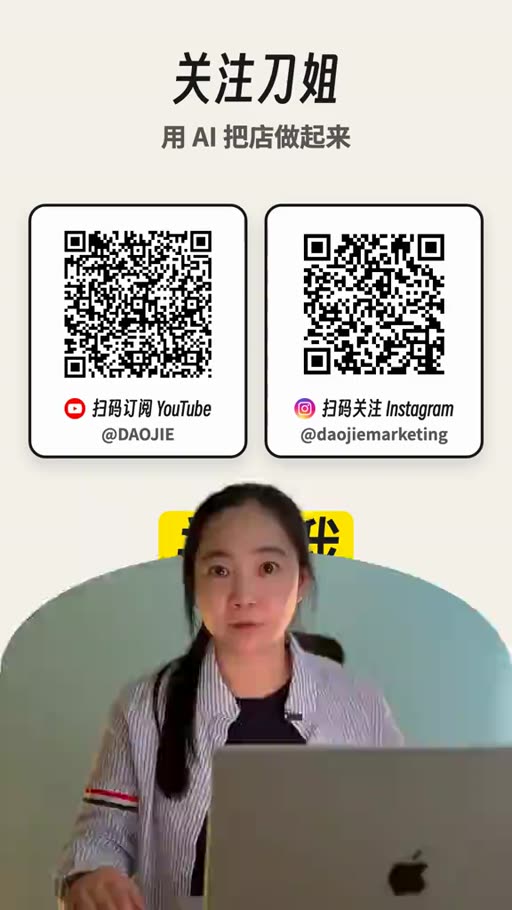 关注刀姐
用 AI 把店做起来
扫码订阅 YouTube
@DAOJIE
扫码关注 Instagram
@daojiemarketing
我